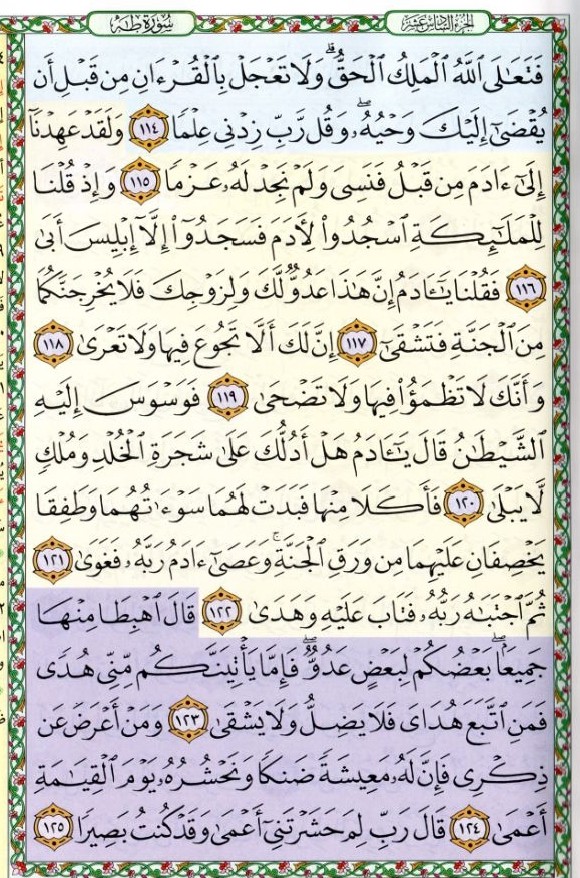 الجزء السادس عشر
سورة طه
فَتَعَٰلَى ٱللَّهُ ٱلْمَلِكُ ٱلْحَقُّ ۗ وَلَا تَعْجَلْ بِٱلْقُرْءَانِ مِن قَبْلِ أَن
يُقْضَىٰٓ إِلَيْكَ وَحْيُهُۥ ۖ وَقُل رَّبِّ زِدْنِى عِلْمًا ١١٤ وَلَقَدْ عَهِدْنَآ
إِلَىٰٓ ءَادَمَ مِن قَبْلُ فَنَسِىَ وَلَمْ نَجِدْ لَهُۥ عَزْمًا ١١٥ وَإِذْ قُلْنَا
لِلْمَلَٰٓئِكَةِ ٱسْجُدُوا۟ لِءَادَمَ فَسَجَدُوٓا۟ إِلَّآ إِبْلِيسَ أَبَىٰ
١١٦ فَقُلْنَا يَٰٓـَٔادَمُ إِنَّ هَٰذَا عَدُوٌّ لَّكَ وَلِزَوْجِكَ فَلَا يُخْرِجَنَّكُمَا
مِنَ ٱلْجَنَّةِ فَتَشْقَىٰٓ ١١٧ إِنَّ لَكَ أَلَّا تَجُوعَ فِيهَا وَلَا تَعْرَىٰ ١١٨
وَأَنَّكَ لَا تَظْمَؤُا۟ فِيهَا وَلَا تَضْحَىٰ ١١٩ فَوَسْوَسَ إِلَيْهِ
ٱلشَّيْطَٰنُ قَالَ يَٰٓـَٔادَمُ هَلْ أَدُلُّكَ عَلَىٰ شَجَرَةِ ٱلْخُلْدِ وَمُلْكٍ
لَّا يَبْلَىٰ ١٢٠ فَأَكَلَا مِنْهَا فَبَدَتْ لَهُمَا سَوْءَٰتُهُمَا وَطَفِقَا
يَخْصِفَانِ عَلَيْهِمَا مِن وَرَقِ ٱلْجَنَّةِ ۚ وَعَصَىٰٓ ءَادَمُ رَبَّهُۥ فَغَوَىٰ ١٢١
ثُمَّ ٱجْتَبَٰهُ رَبُّهُۥ فَتَابَ عَلَيْهِ وَهَدَىٰ ١٢٢ قَالَ ٱهْبِطَا مِنْهَا
جَمِيعًۢا ۖ بَعْضُكُمْ لِبَعْضٍ عَدُوٌّ ۖ فَإِمَّا يَأْتِيَنَّكُم مِّنِّى هُدًى
فَمَنِ ٱتَّبَعَ هُدَاىَ فَلَا يَضِلُّ وَلَا يَشْقَىٰ ١٢٣ وَمَنْ أَعْرَضَ عَن
ذِكْرِى فَإِنَّ لَهُۥ مَعِيشَةً ضَنكًا وَنَحْشُرُهُۥ يَوْمَ ٱلْقِيَٰمَةِ
أَعْمَىٰ ١٢٤ قَالَ رَبِّ لِمَ حَشَرْتَنِىٓ أَعْمَىٰ وَقَدْ كُنتُ بَصِيرًا ١٢٥